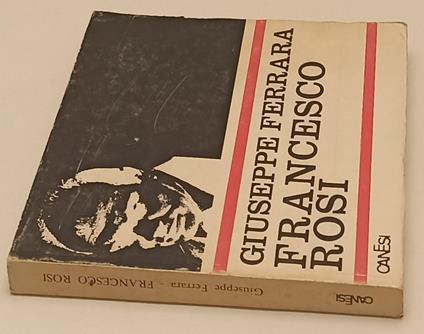 GIUSEPPE FERRARA
FRANCESCO
ROSI
CANESI
Giuseppe Ferrara - FRANCESCO ROSI
CANESI